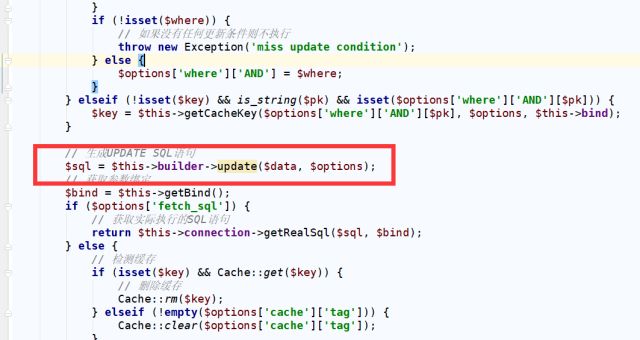 }
if (!isset($where)) {
// 如果没有任何更新条件则不执行
throw new Exception('miss update condition');
} else {
$options['where']['AND'] = $where;
}
} elseif (!isset($key) && is_string($pk) && isset($options['where']['AND'][$pk])) {
$key = $this->getCacheKey($options['where']['AND'][$pk], $options, $this->bind);
}
// 生成UPDATE SQL语句
$sql = $this->builder->update($data, $options);
// 获取参数绑定
$bind = $this->getBind();
if ($options['fetch_sql']) {
// 获取实际执行的SQL语句
return $this->connection->getRealSql($sql, $bind);
} else {
// 检测缓存
if (isset($key) && Cache::get($key)) {
// 删除缓存
Cache::rm($key);
} elseif (!empty($options['cache']['tag'])) {
Cache::clear($options['cache']['tag']);
}